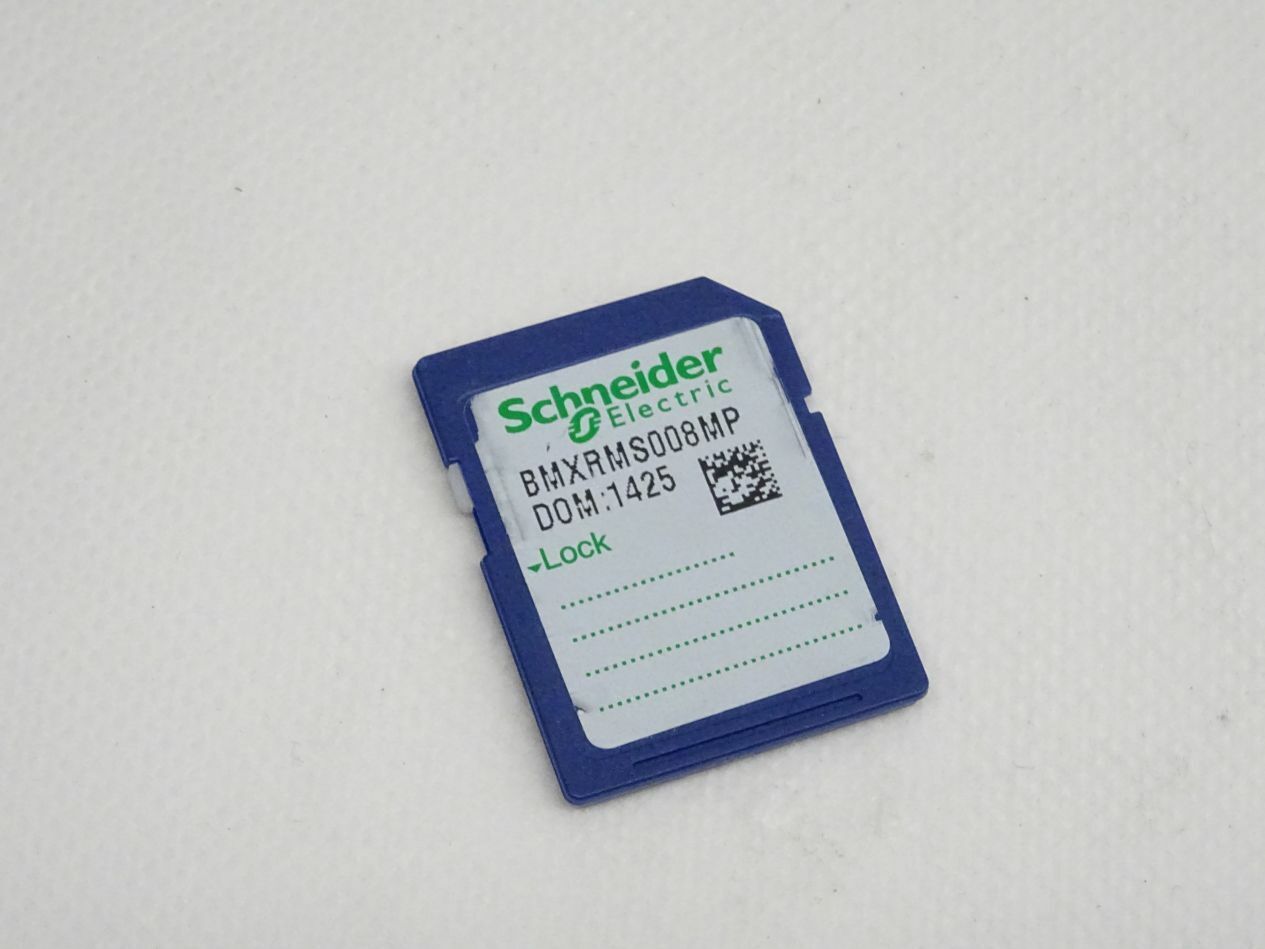 Schneider
Electric
BMXRMS008MP
DOM:1425
Lock